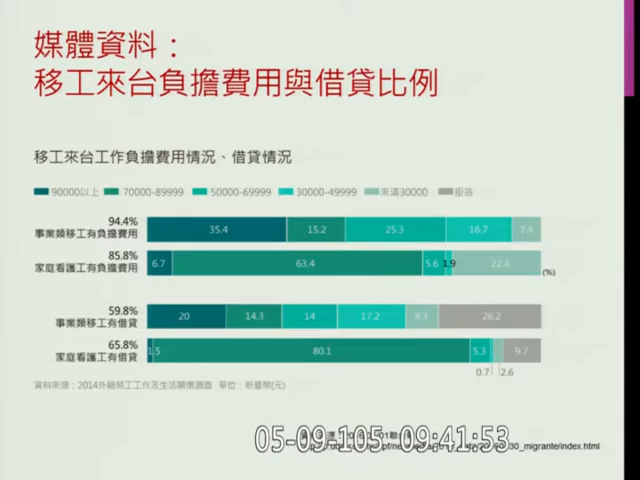 媒體資料：
移工來台負擔費用與借貸比例
移工來台工作負擔費用情況、借貸情況
90000以上 70000-89999 50000-69999 30000-49999 未滿30000 拒答
94.4%
事業類移工有負擔費用
35.4 15.2 25.3 16.7 7.4
85.8%
家庭看護工有負擔費用
6.7 63.4 5.6 1.9 22.4
(%)
59.8%
事業類移工有借貸
20 14.3 14 17.2 8.3 26.2
65.8%
家庭看護工有借貸
1.5 80.1 5.3 9.7
0.7 2.6
資料來源：2014外籍勞工工作及生活關懷調查 單位：新臺幣(元)
05-09-105 09:41:53
30_migrante/index.html